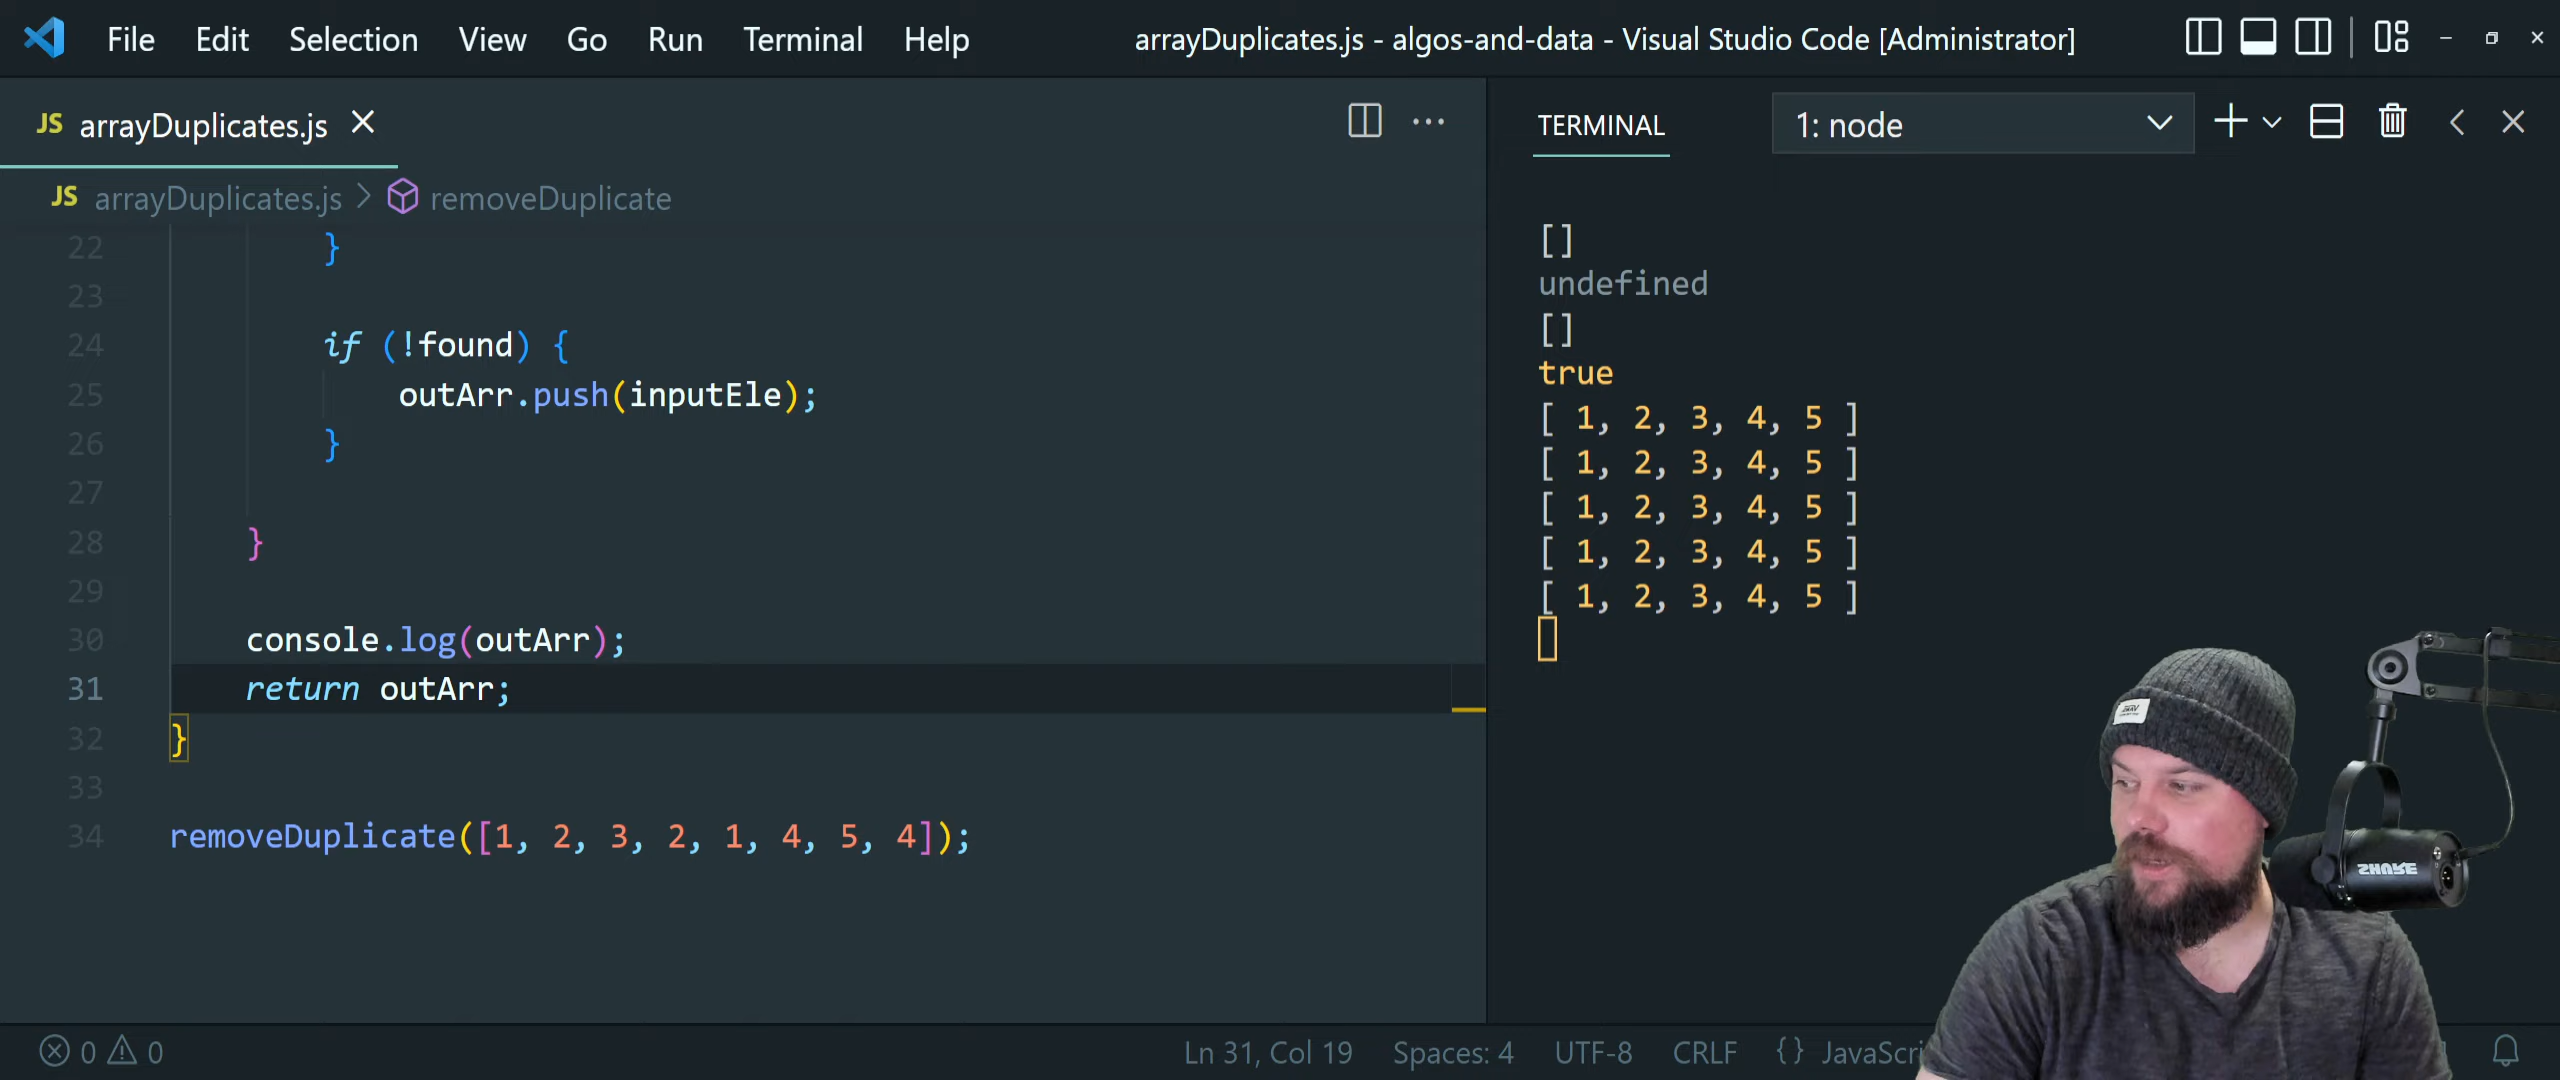 File Edit Selection View Go Run Terminal Help
arrayDuplicates.js - algos-and-data - Visual Studio Code [Administrator]
JS arrayDuplicates.js
JS arrayDuplicates.js > removeDuplicate
22 }
23
24 if (!found) {
25 outArr.push(inputEle);
26 }
27
28 }
29
30 console.log(outArr);
31 return outArr;
32 }
33
34 removeDuplicate([1, 2, 3, 2, 1, 4, 5, 4]);
TERMINAL
1: node
[]
undefined
[]
true
[ 1, 2, 3, 4, 5 ]
[ 1, 2, 3, 4, 5 ]
[ 1, 2, 3, 4, 5 ]
[ 1, 2, 3, 4, 5 ]
[ 1, 2, 3, 4, 5 ]
0 0
Ln 31, Col 19 Spaces: 4 UTF-8 CRLF {} JavaScri